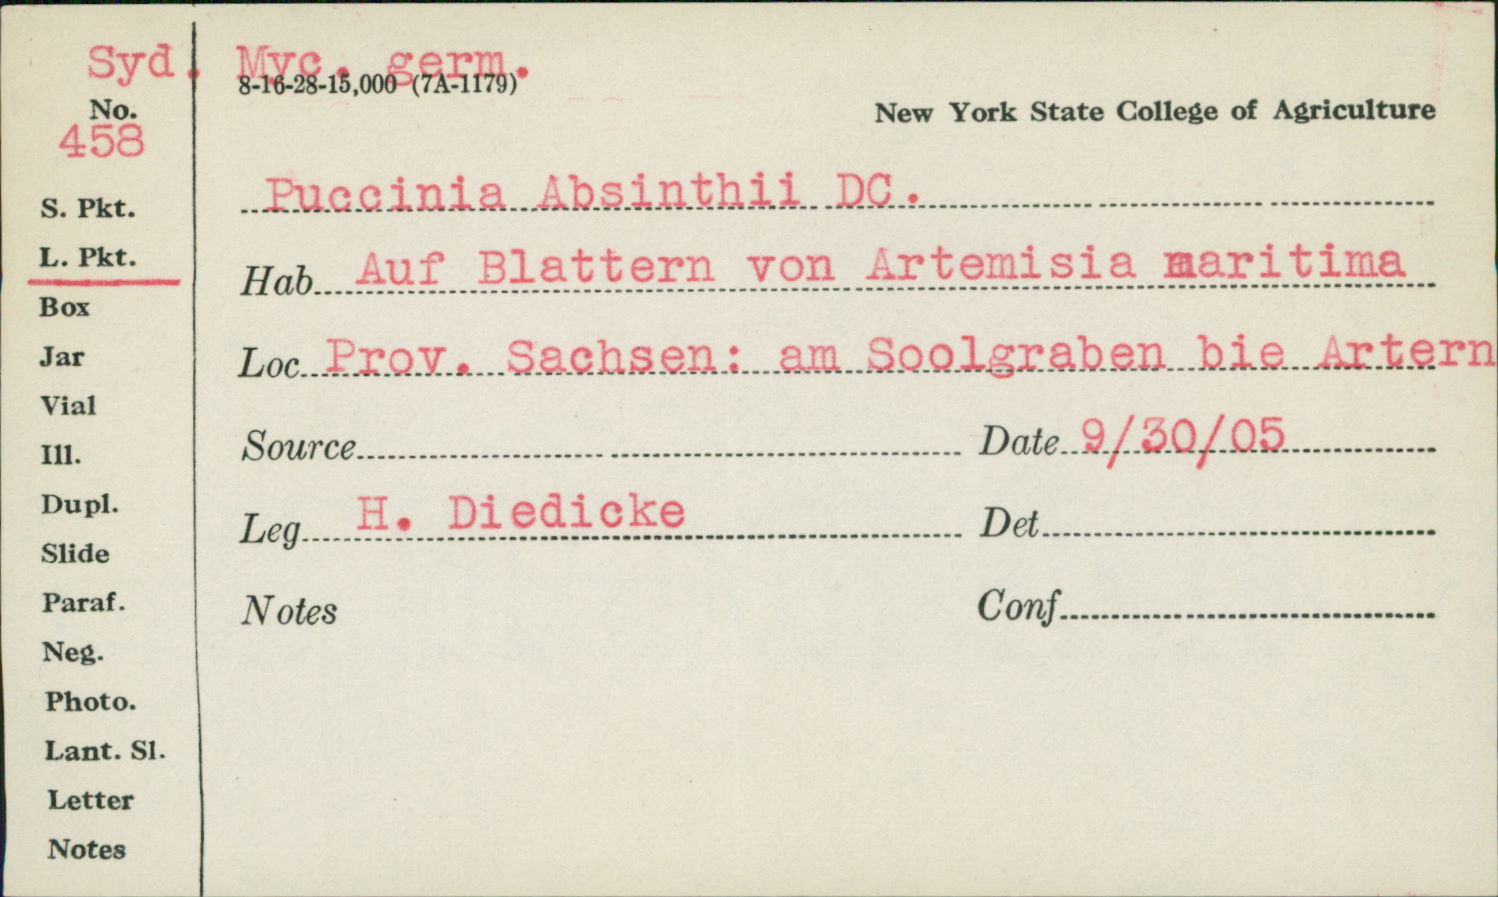 Syd. Myc. germ.
8-16-28-15,000 (7A-1179)
No.
458
New York State College of Agriculture
S. Pkt.
L. Pkt.
Box
Jar
Vial
Ill.
Dupl.
Slide
Paraf.
Neg.
Photo.
Lant. Sl.
Letter
Notes
Puccinia Absinthii DC.
Hab Auf Blattern von Artemisia maritima
Loc Prov. Sachsen: am Soolgraben bie Artern
Source Date 9/30/05
Leg H. Diedicke Det
Notes Conf